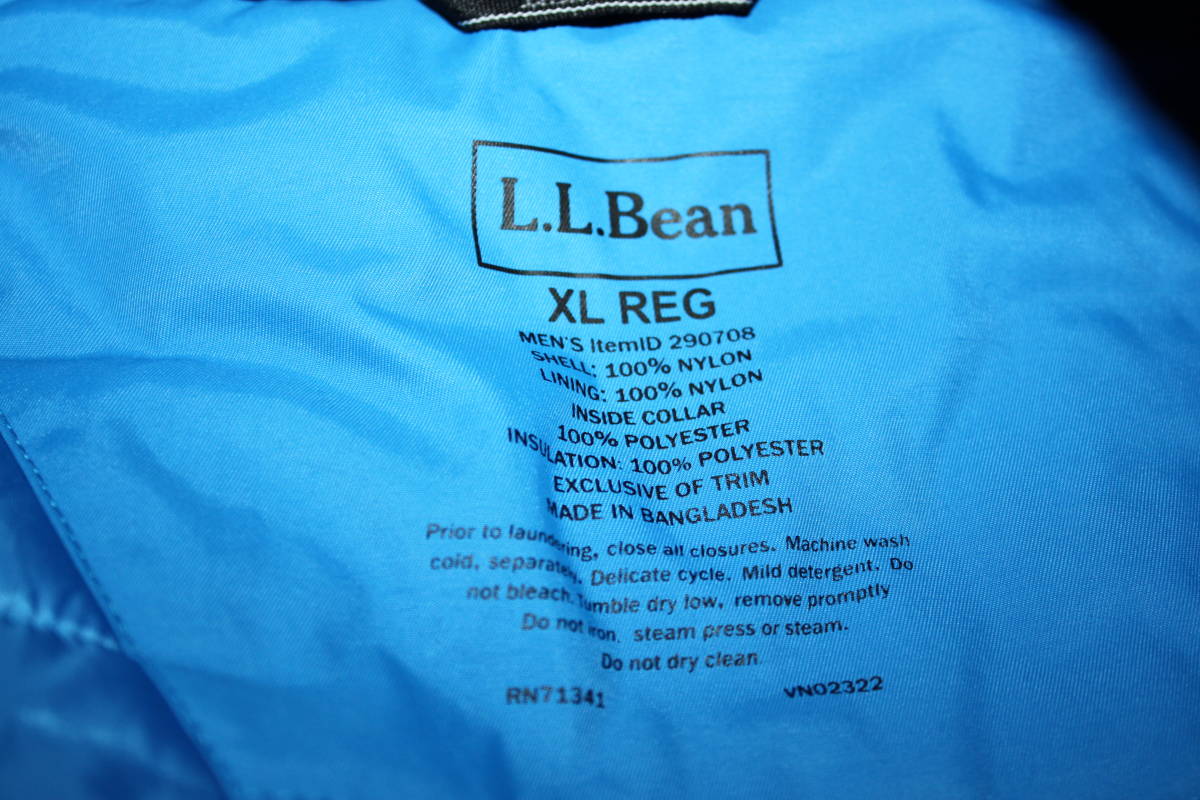 L.L.Bean
XL REG
MEN'S ItemID 290708
SHELL: 100% NYLON
LINING: 100% NYLON
INSIDE COLLAR
100% POLYESTER
INSULATION: 100% POLYESTER
EXCLUSIVE OF TRIM
MADE IN BANGLADESH
Prior to laundering, close all closures. Machine wash
cold, separately. Delicate cycle. Mild detergent. Do
not bleach. Tumble dry low, remove promptly
Do not iron, steam press or steam.
Do not dry clean
RN71341 VN02322